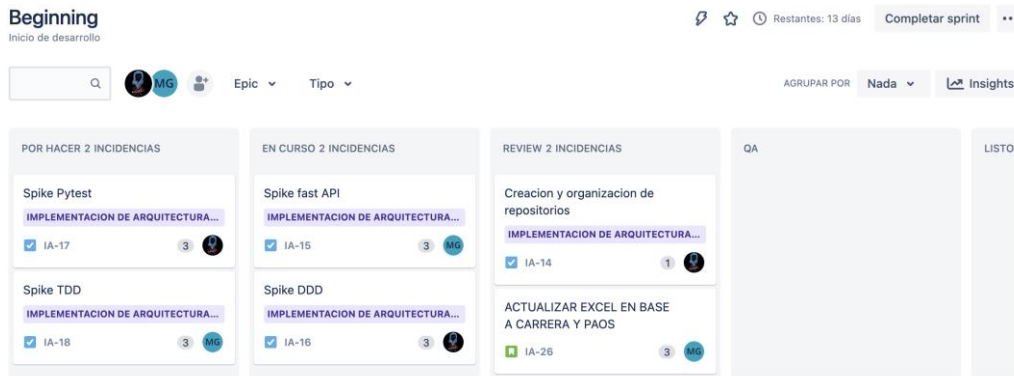 Beginning
Inicio de desarrollo
Restantes: 13 días
Completar sprint
MG
Epic
Tipo
AGRUPAR POR
Nada
Insights
POR HACER 2 INCIDENCIAS
Spike Pytest
IMPLEMENTACION DE ARQUITECTURA...
IA-17
3
Spike TDD
IMPLEMENTACION DE ARQUITECTURA...
IA-18
3
MG
EN CURSO 2 INCIDENCIAS
Spike fast API
IMPLEMENTACION DE ARQUITECTURA...
IA-15
3
MG
Spike DDD
IMPLEMENTACION DE ARQUITECTURA...
IA-16
3
REVIEW 2 INCIDENCIAS
Creacion y organizacion de
repositorios
IMPLEMENTACION DE ARQUITECTURA...
IA-14
1
ACTUALIZAR EXCEL EN BASE
A CARRERA Y PAOS
IA-26
3
MG
QA
LISTO